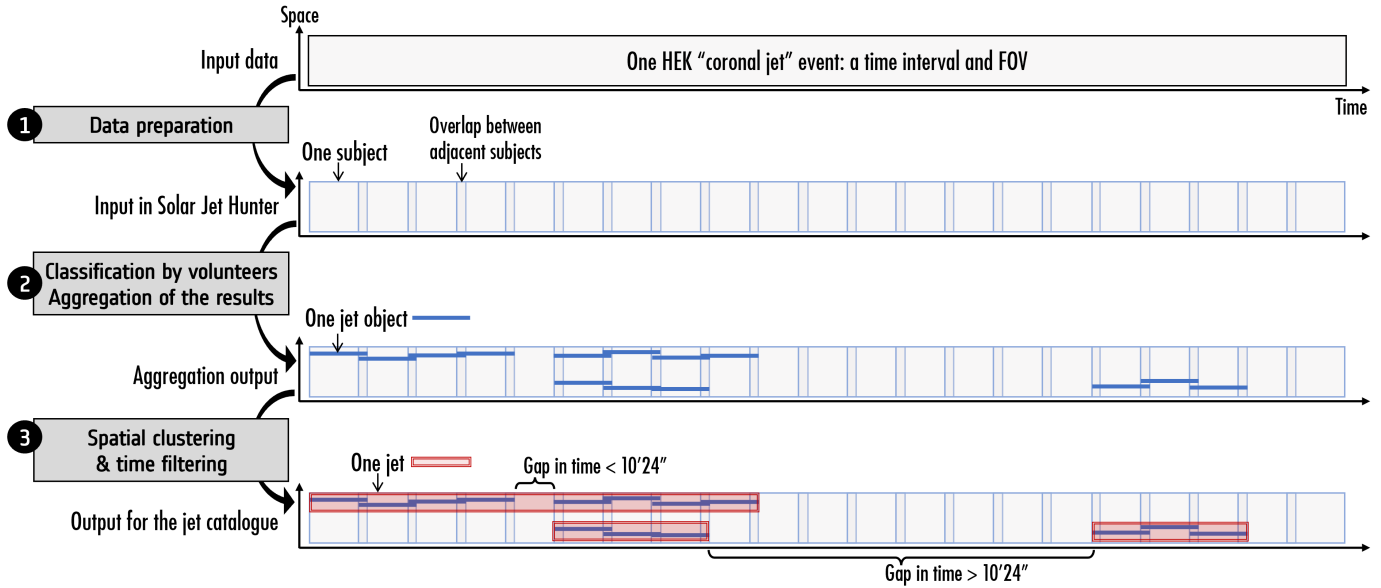 Space
Input data
One HEK “coronal jet” event: a time interval and FOV
Time
1
Data preparation
One subject
Overlap between
adjacent subjects
Input in Solar Jet Hunter
2
Classification by volunteers
Aggregation of the results
One jet object
Aggregation output
3
Spatial clustering
& time filtering
One jet
Gap in time < 10’24”
Output for the jet catalogue
Gap in time > 10’24”